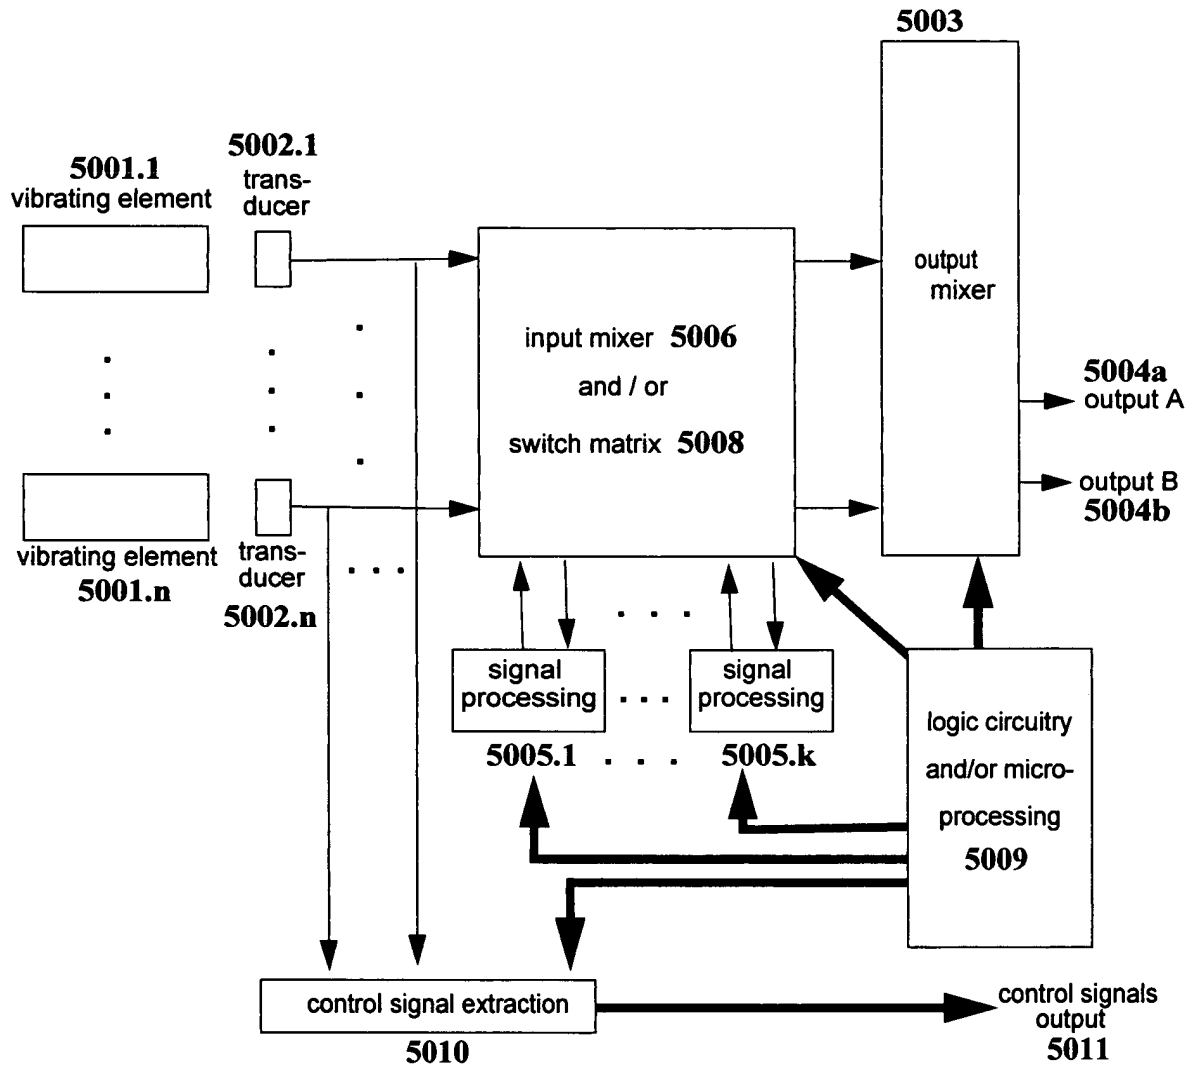 5003
5002.1
trans-
ducer
5001.1
vibrating element
output
mixer
input mixer 5006
and / or
switch matrix 5008
5004a
output A
output B
5004b
vibrating element
5001.n
trans-
ducer
5002.n
signal
processing
signal
processing
5005.1
5005.k
logic circuitry
and/or micro-
processing
5009
control signal extraction
5010
control signals
output
5011